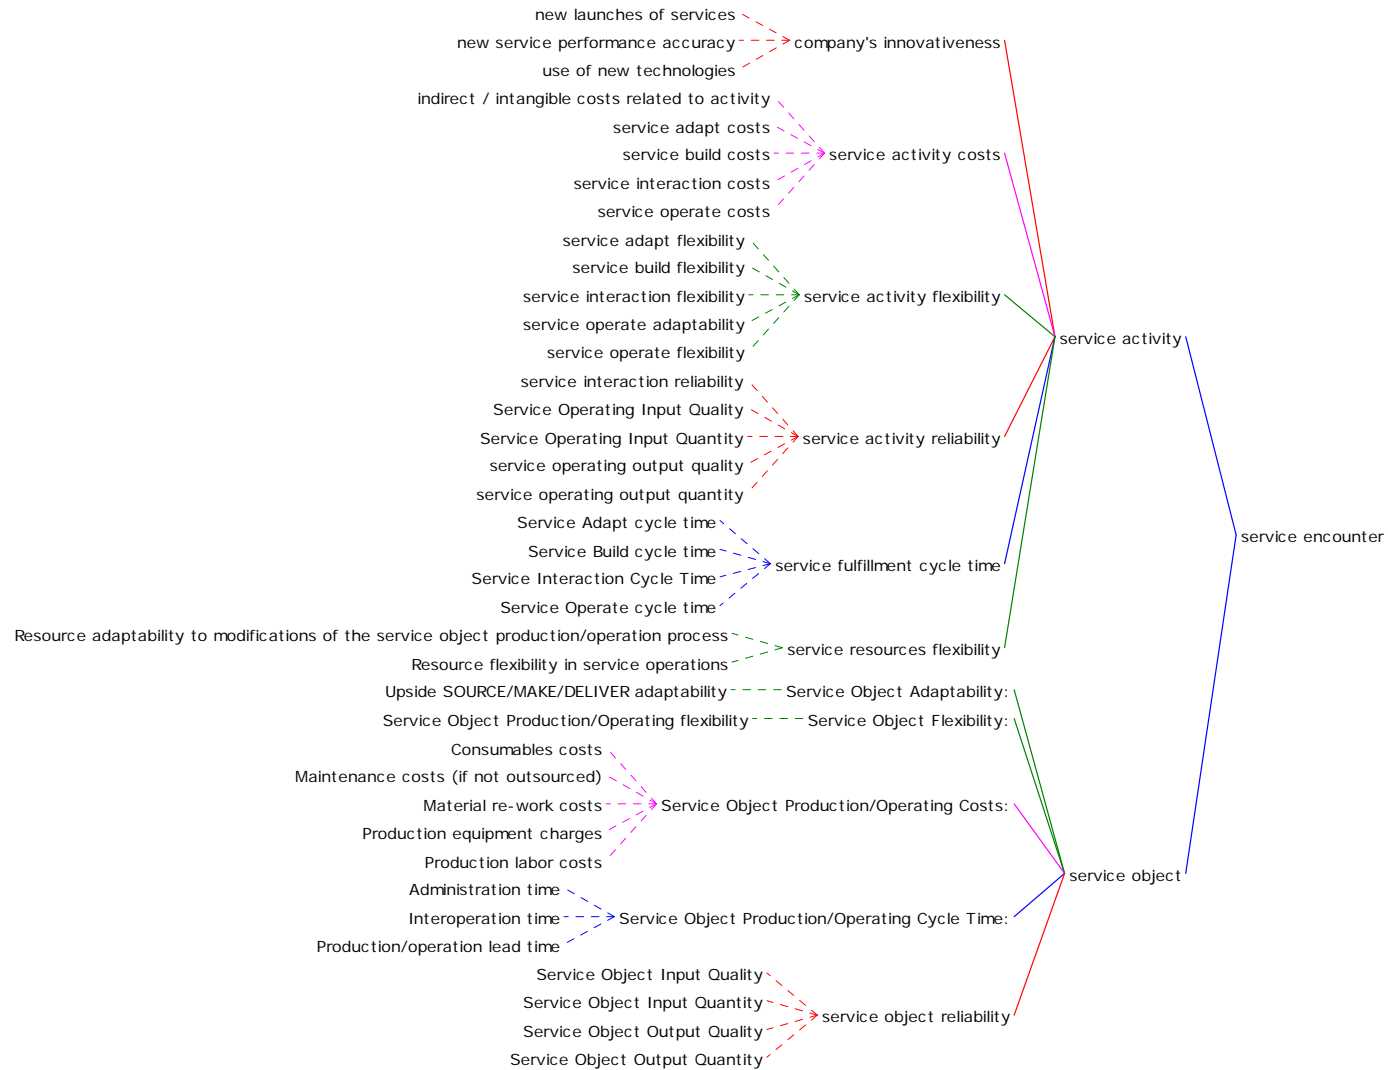 new launches of services
new service performance accuracy
company's innovativeness
use of new technologies
indirect / intangible costs related to activity
service adapt costs
service build costs
service activity costs
service interaction costs
service operate costs
service adapt flexibility
service build flexibility
service interaction flexibility
service activity flexibility
service operate adaptability
service activity
service operate flexibility
service interaction reliability
Service Operating Input Quality
Service Operating Input Quantity
service activity reliability
service operating output quality
service operating output quantity
Service Adapt cycle time
service encounter
Service Build cycle time
service fulfillment cycle time
Service Interaction Cycle Time
Service Operate cycle time
Resource adaptability to modifications of the service object production/operation process
service resources flexibility
Resource flexibility in service operations
Upside SOURCE/MAKE/DELIVER adaptability
Service Object Adaptability:
Service Object Production/Operating flexibility
Service Object Flexibility:
Consumables costs
Maintenance costs (if not outsourced)
Material re-work costs
Service Object Production/Operating Costs:
Production equipment charges
Production labor costs
service object
Administration time
Interoperation time
Service Object Production/Operating Cycle Time:
Production/operation lead time
Service Object Input Quality
Service Object Input Quantity
service object reliability
Service Object Output Quality
Service Object Output Quantity